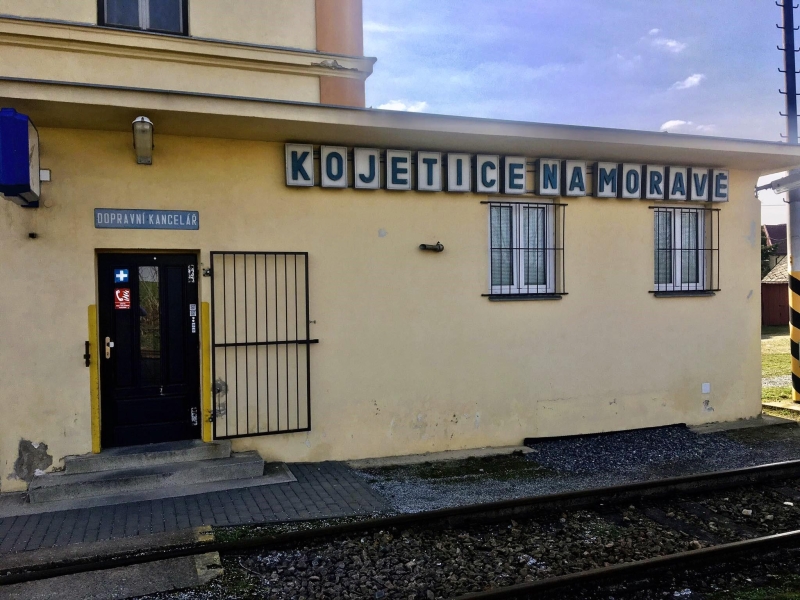 KOJETICE NA MORAVĚ
DOPRAVNÍ KANCELÁŘ